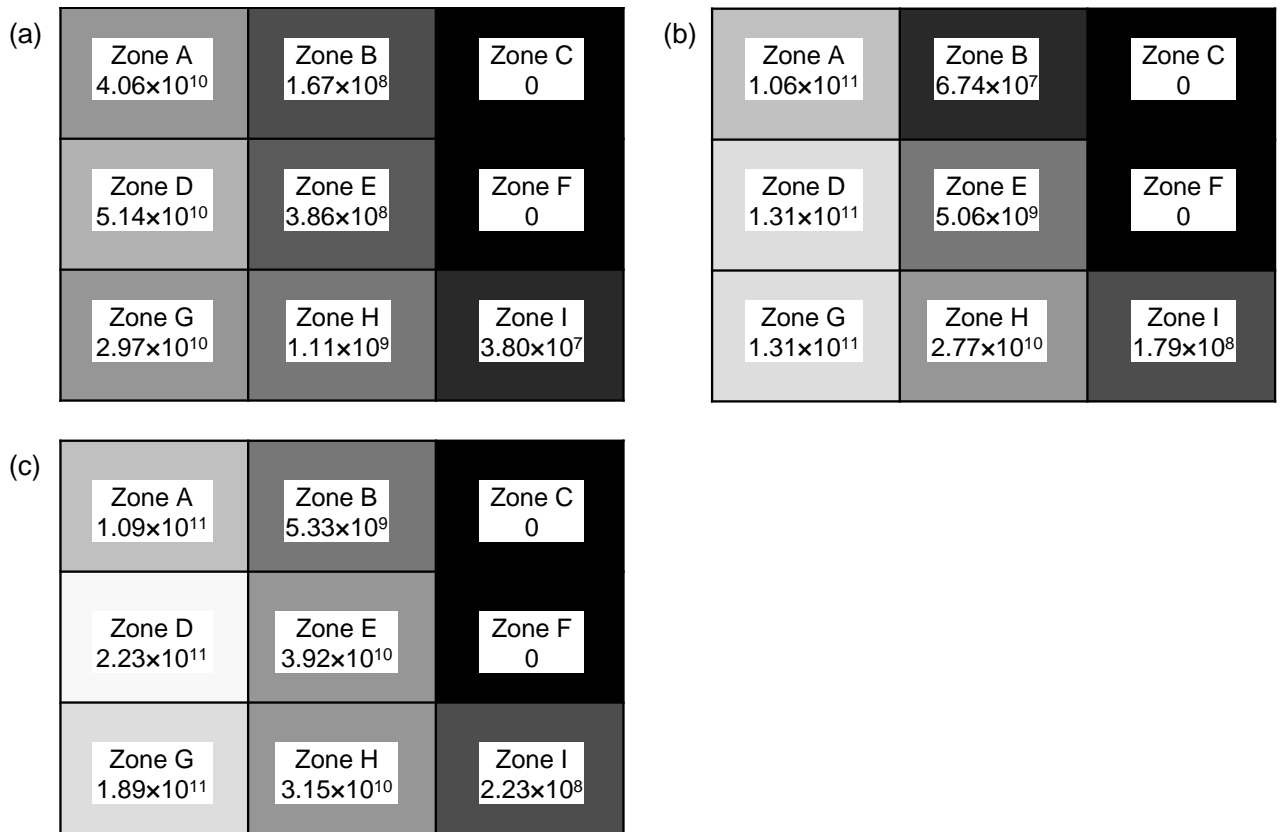 (a)
Zone A
4.06×10¹⁰
Zone B
1.67×10⁸
Zone C
0
Zone D
5.14×10¹⁰
Zone E
3.86×10⁸
Zone F
0
Zone G
2.97×10¹⁰
Zone H
1.11×10⁹
Zone I
3.80×10⁷
(b)
Zone A
1.06×10¹¹
Zone B
6.74×10⁷
Zone C
0
Zone D
1.31×10¹¹
Zone E
5.06×10⁹
Zone F
0
Zone G
1.31×10¹¹
Zone H
2.77×10¹⁰
Zone I
1.79×10⁸
(c)
Zone A
1.09×10¹¹
Zone B
5.33×10⁹
Zone C
0
Zone D
2.23×10¹¹
Zone E
3.92×10¹⁰
Zone F
0
Zone G
1.89×10¹¹
Zone H
3.15×10¹⁰
Zone I
2.23×10⁸